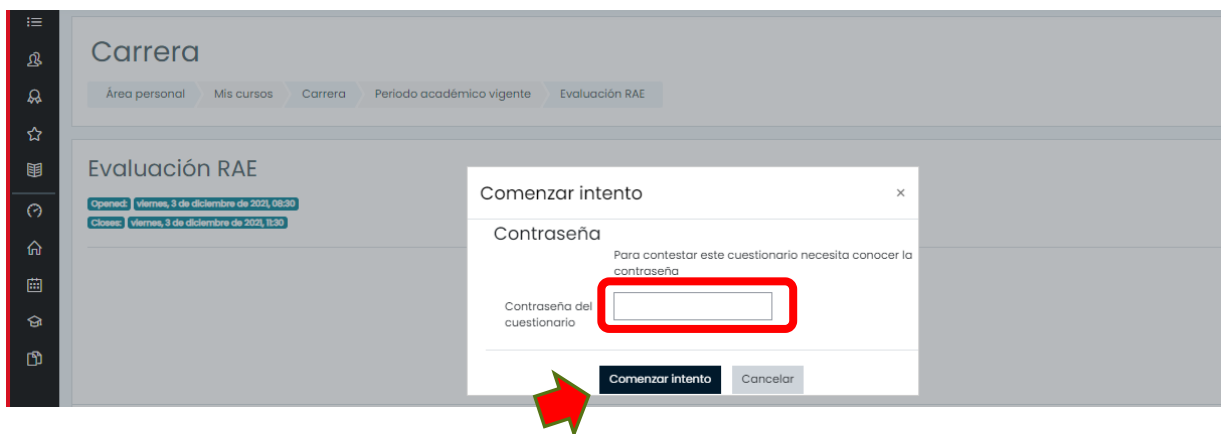 Carrera
Área personal Mis cursos Carrera Periodo académico vigente Evaluación RAE
Evaluación RAE
Opened: viernes, 3 de diciembre de 2021, 08:30
Closes: viernes, 3 de diciembre de 2021, 11:30
Comenzar intento ×
Contraseña
Para contestar este cuestionario necesita conocer la
contraseña
Contraseña del
cuestionario
Comenzar intento Cancelar